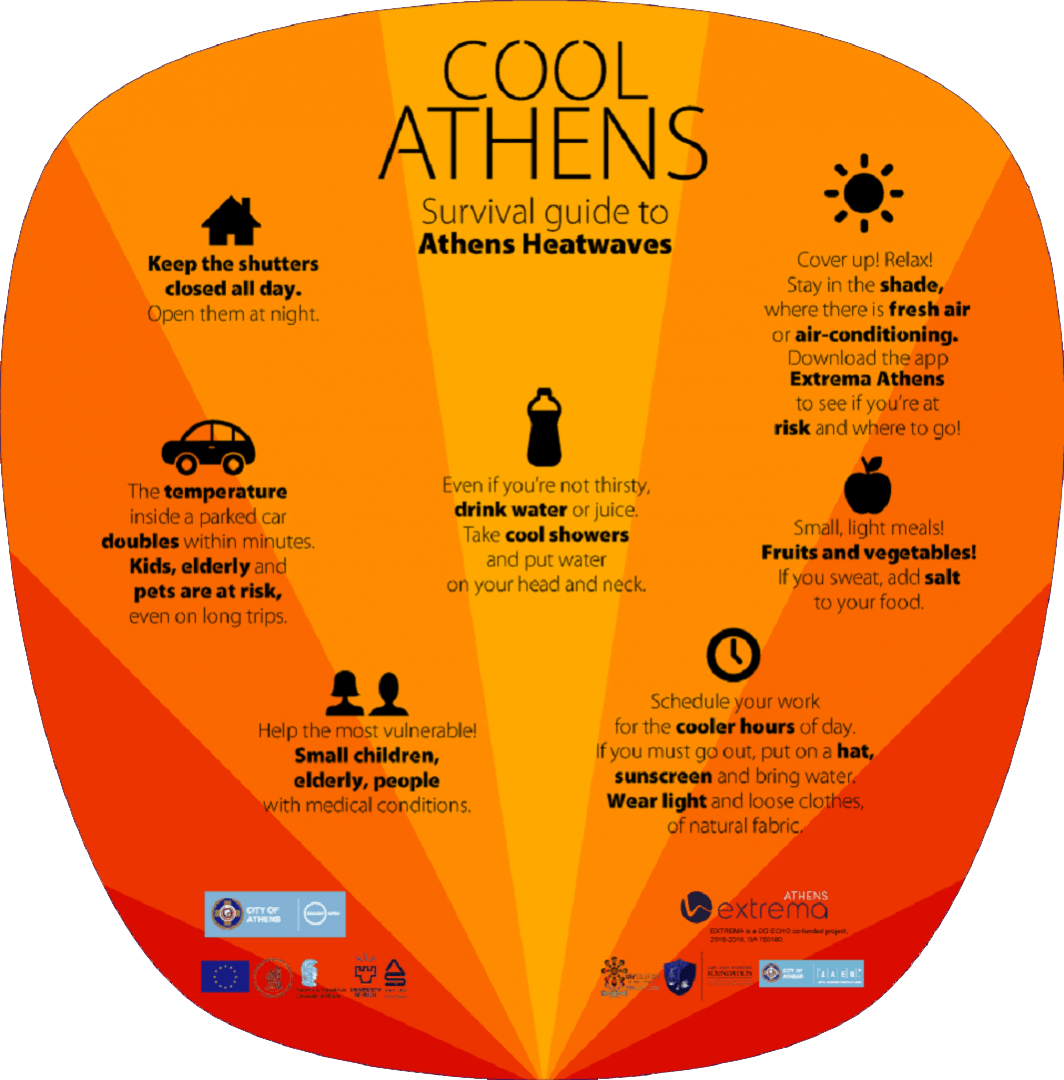 COOL
ATHENS
Survival guide to
Athens Heatwaves
Keep the shutters
closed all day.
Open them at night.
Cover up! Relax!
Stay in the shade,
where there is fresh air
or air-conditioning.
Download the app
Extrema Athens
to see if you're at
risk and where to go!
The temperature
inside a parked car
doubles within minutes.
Kids, elderly and
pets are at risk,
even on long trips.
Even if you're not thirsty,
drink water or juice.
Take cool showers
and put water
on your head and neck.
Small, light meals!
Fruits and vegetables!
If you sweat, add salt
to your food.
Help the most vulnerable!
Small children,
elderly, people
with medical conditions.
Schedule your work
for the cooler hours of day.
If you must go out, put on a hat,
sunscreen and bring water.
Wear light and loose clothes,
of natural fabric.
CITY OF
ATHENS
ATHENS
extrema
EXTREMA is a DG ECHO co-funded project,
CITY OF
ATHENS